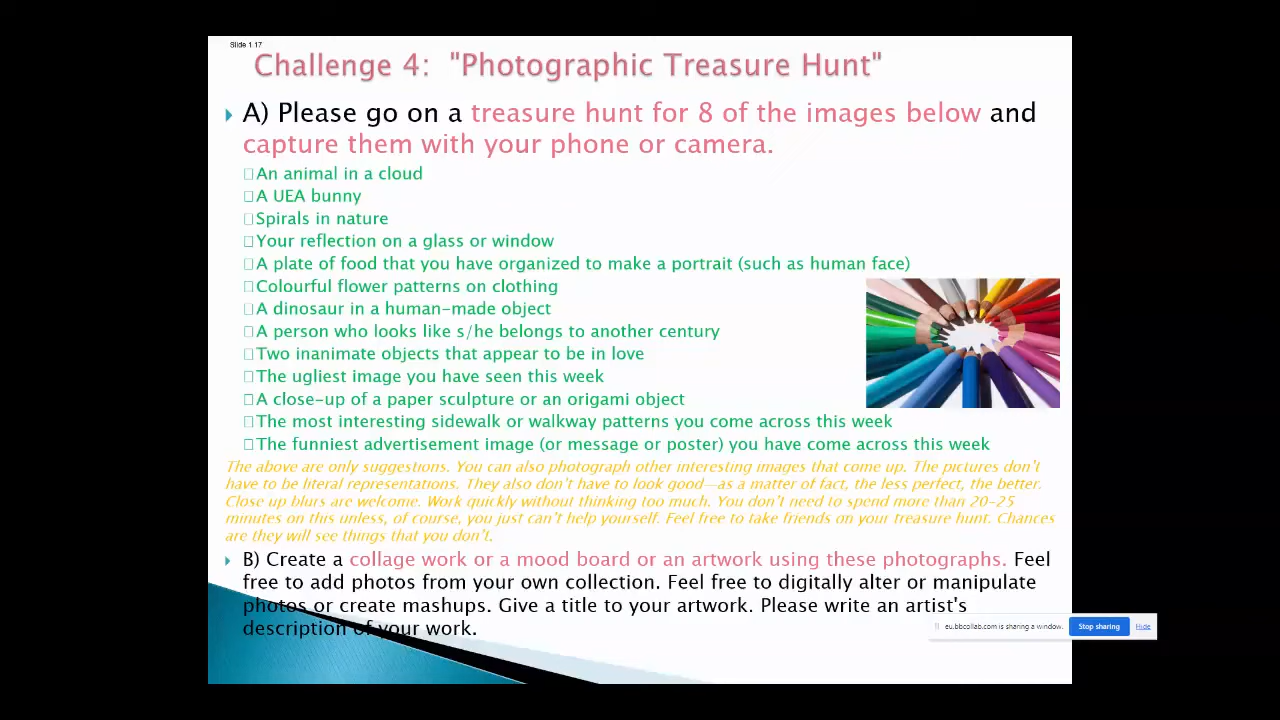 Slide 1.17
Challenge 4:  "Photographic Treasure Hunt"
A) Please go on a treasure hunt for 8 of the images below and
capture them with your phone or camera.
An animal in a cloud
A UEA bunny
Spirals in nature
Your reflection on a glass or window
A plate of food that you have organized to make a portrait (such as human face)
Colourful flower patterns on clothing
A dinosaur in a human-made object
A person who looks like s/he belongs to another century
Two inanimate objects that appear to be in love
The ugliest image you have seen this week
A close-up of a paper sculpture or an origami object
The most interesting sidewalk or walkway patterns you come across this week
The funniest advertisement image (or message or poster) you have come across this week
The above are only suggestions. You can also photograph other interesting images that come up. The pictures don't
have to be literal representations. They also don't have to look good—as a matter of fact, the less perfect, the better.
Close up blurs are welcome. Work quickly without thinking too much. You don't need to spend more than 20-25
minutes on this unless, of course, you just can't help yourself. Feel free to take friends on your treasure hunt. Chances
are they will see things that you don't.
B) Create a collage work or a mood board or an artwork using these photographs. Feel
free to add photos from your own collection. Feel free to digitally alter or manipulate
photos or create mashups. Give a title to your artwork. Please write an artist's
description of your work.
eu.bbcollab.com is sharing a window. Stop sharing Hide